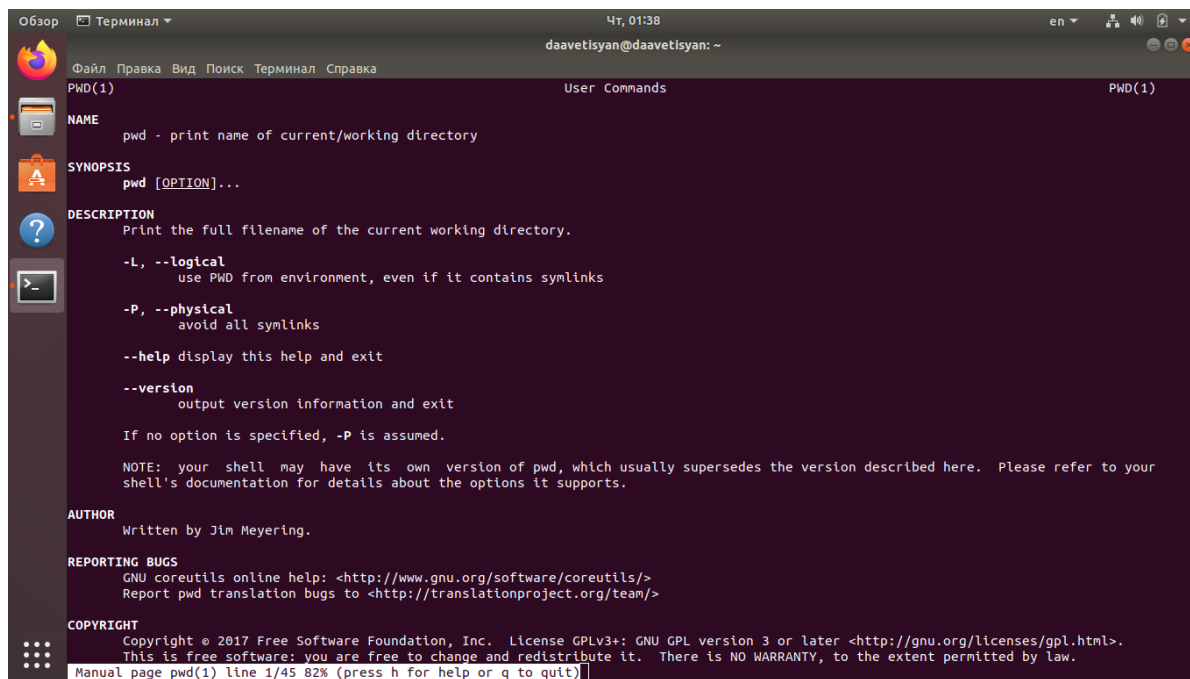 Обзор Терминал Чт, 01:38 en
daavetisyan@daavetisyan: ~
Файл Правка Вид Поиск Терминал Справка
PWD(1) User Commands PWD(1)
NAME
pwd - print name of current/working directory
SYNOPSIS
pwd [OPTION]...
DESCRIPTION
Print the full filename of the current working directory.
-L, --logical
use PWD from environment, even if it contains symlinks
-P, --physical
avoid all symlinks
--help display this help and exit
--version
output version information and exit
If no option is specified, -P is assumed.
NOTE: your shell may have its own version of pwd, which usually supersedes the version described here. Please refer to your
shell's documentation for details about the options it supports.
AUTHOR
Written by Jim Meyering.
REPORTING BUGS
GNU coreutils online help: <http://www.gnu.org/software/coreutils/>
Report pwd translation bugs to <http://translationproject.org/team/>
COPYRIGHT
Copyright © 2017 Free Software Foundation, Inc. License GPLv3+: GNU GPL version 3 or later <http://gnu.org/licenses/gpl.html>.
This is free software: you are free to change and redistribute it. There is NO WARRANTY, to the extent permitted by law.
Manual page pwd(1) line 1/45 82% (press h for help or q to quit)